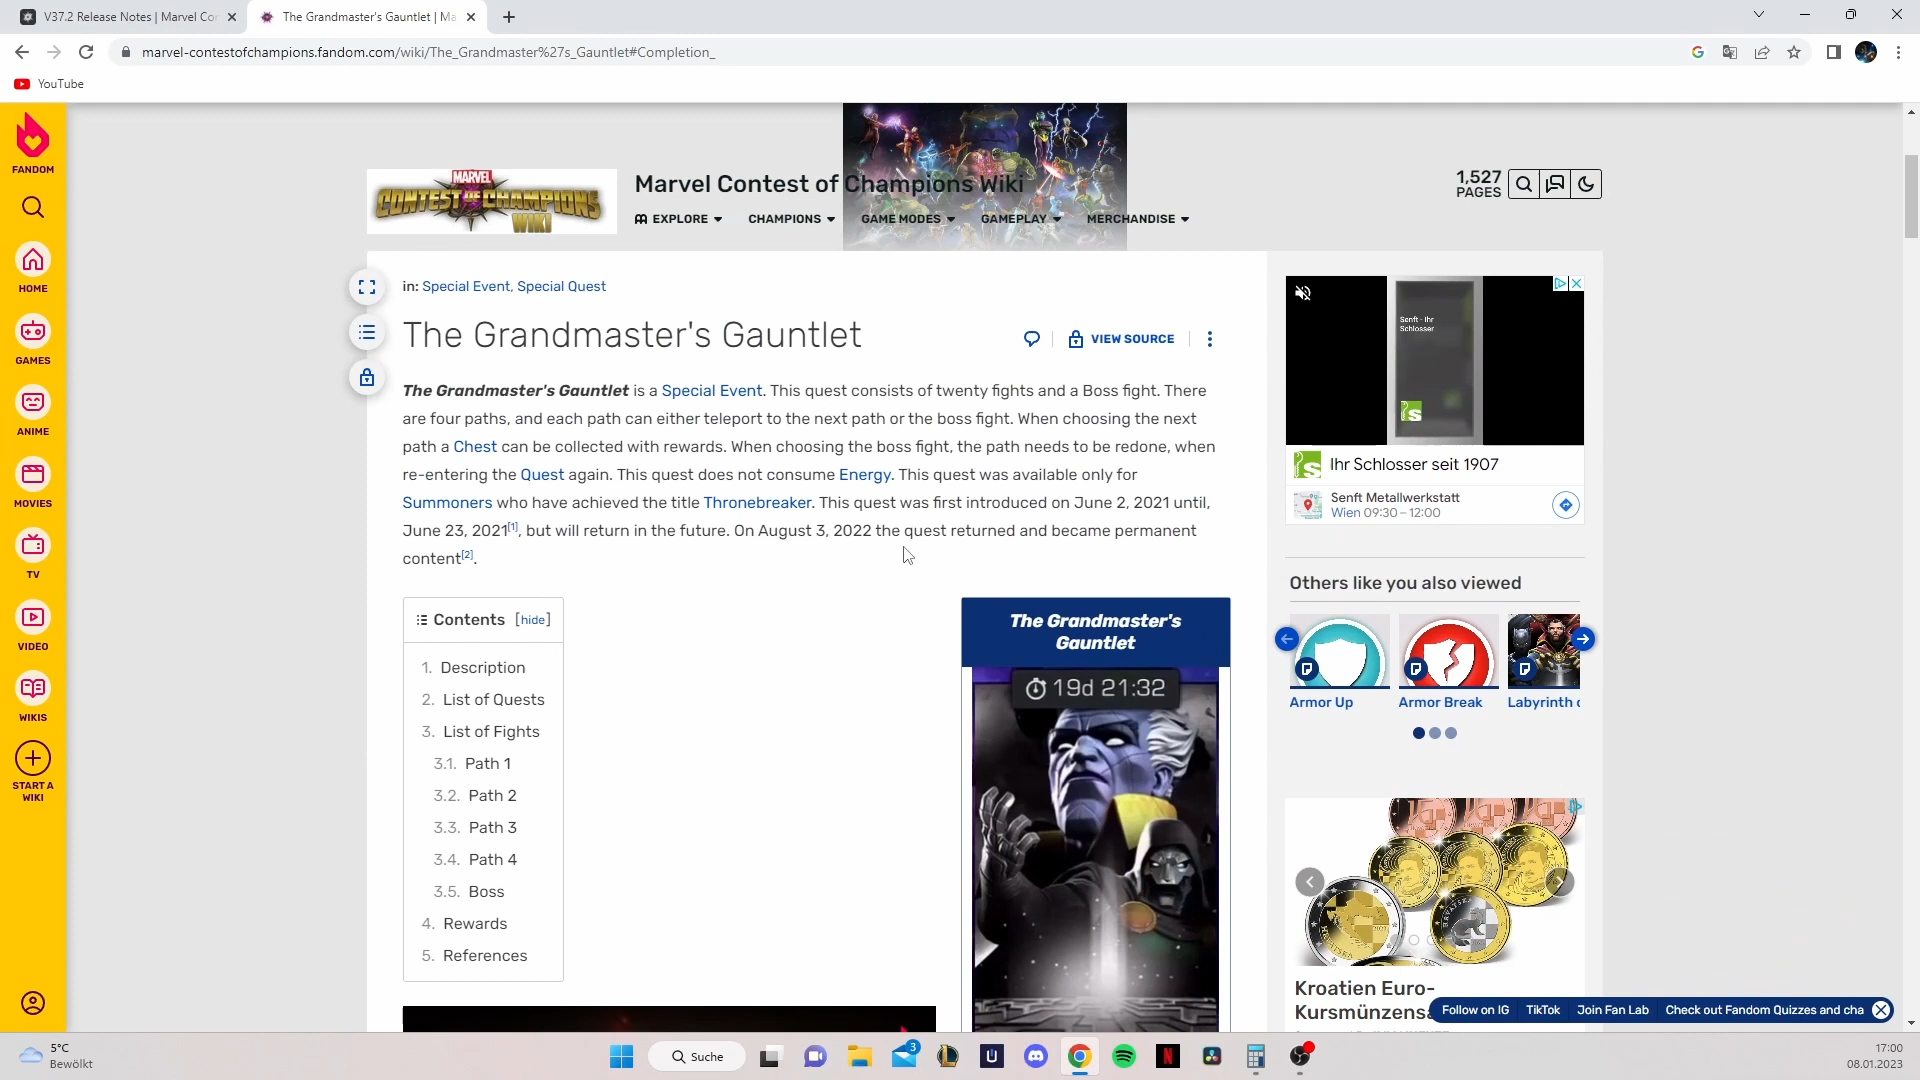 V37.2 Release Notes | Marvel Con
The Grandmaster's Gauntlet | Ma
marvel-contestofchampions.fandom.com/wiki/The_Grandmaster%27s_Gauntlet#Completion_
YouTube
FANDOM
HOME
GAMES
ANIME
MOVIES
TV
VIDEO
WIKIS
START A
WIKI
MARVEL
CONTEST OF CHAMPIONS
WIKI
Marvel Contest of Champions Wiki
EXPLORE
CHAMPIONS
GAME MODES
GAMEPLAY
MERCHANDISE
1,527
PAGES
in: Special Event, Special Quest
The Grandmaster's Gauntlet
VIEW SOURCE
The Grandmaster's Gauntlet is a Special Event. This quest consists of twenty fights and a Boss fight. There
are four paths, and each path can either teleport to the next path or the boss fight. When choosing the next
path a Chest can be collected with rewards. When choosing the boss fight, the path needs to be redone, when
re-entering the Quest again. This quest does not consume Energy. This quest was available only for
Summoners who have achieved the title Thronebreaker. This quest was first introduced on June 2, 2021 until,
June 23, 2021[1], but will return in the future. On August 3, 2022 the quest returned and became permanent
content[2].
Contents [hide]
1. Description
2. List of Quests
3. List of Fights
3.1. Path 1
3.2. Path 2
3.3. Path 3
3.4. Path 4
3.5. Boss
4. Rewards
5. References
The Grandmaster's
Gauntlet
19d 21:32
Senft - Ihr
Schlosser
Ihr Schlosser seit 1907
Senft Metallwerkstatt
Wien 09:30 – 12:00
Others like you also viewed
Armor Up
Armor Break
Labyrinth o
Kroatien Euro-
Kursmünzensa
Follow on IG
TikTok
Join Fan Lab
Check out Fandom Quizzes and cha
5°C
Bewölkt
Suche
3
17:00
08.01.2023